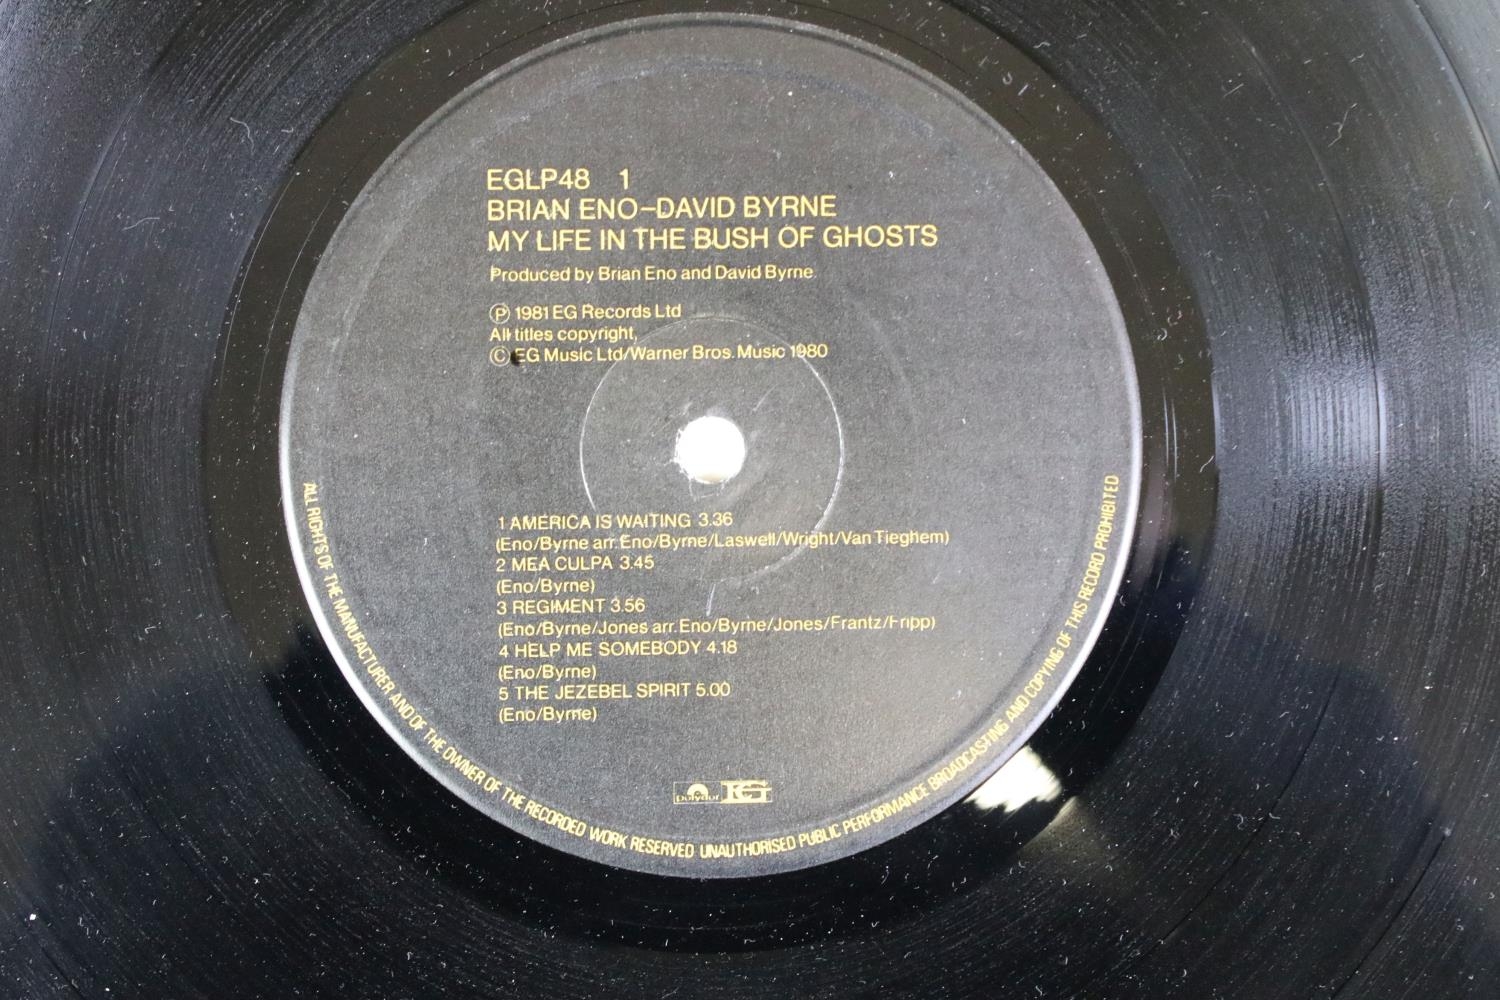 EGLP48 1
BRIAN ENO–DAVID BYRNE
MY LIFE IN THE BUSH OF GHOSTS
Produced by Brian Eno and David Byrne.
Ⓟ 1981 EG Records Ltd
All titles copyright,
© EG Music Ltd/Warner Bros. Music 1980
1 AMERICA IS WAITING 3.36
(Eno/Byrne arr. Eno/Byrne/Laswell/Wright/Van Tieghem)
2 MEA CULPA 3.45
(Eno/Byrne)
3 REGIMENT 3.56
(Eno/Byrne/Jones arr. Eno/Byrne/Jones/Frantz/Fripp)
4 HELP ME SOMEBODY 4.18
(Eno/Byrne)
5 THE JEZEBEL SPIRIT 5.00
(Eno/Byrne)
polydor EG
ALL RIGHTS OF THE MANUFACTURER AND OF THE OWNER OF THE RECORDED WORK RESERVED UNAUTHORISED PUBLIC PERFORMANCE BROADCASTING AND COPYING OF THIS RECORD PROHIBITED